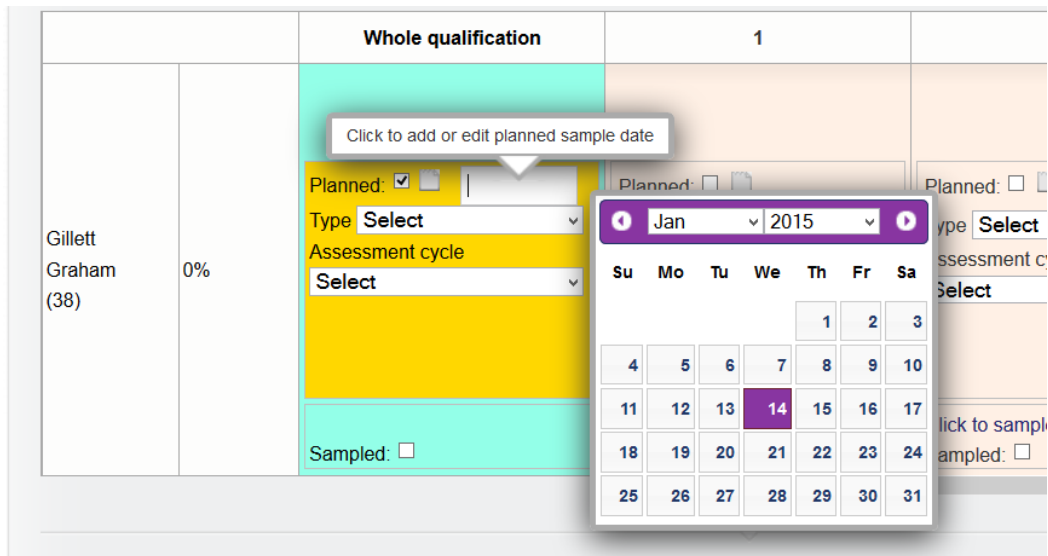 Whole qualification
1
Click to add or edit planned sample date
Planned:
Type Select
Assessment cycle
Select
Gillett
Graham
(38)
0%
Sampled:
Planned:
Jan 2015
Su Mo Tu We Th Fr Sa
1 2 3
4 5 6 7 8 9 10
11 12 13 14 15 16 17
18 19 20 21 22 23 24
25 26 27 28 29 30 31
Planned:
ype Select
ssessment cy
Select
lick to sample
ampled: